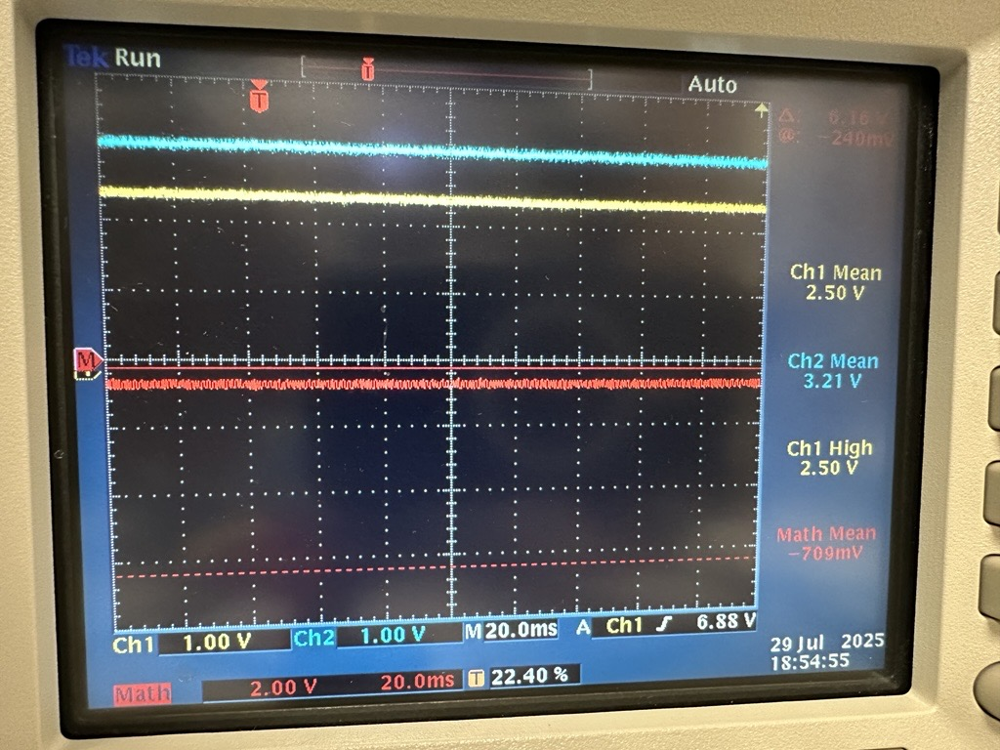 Tek Run
T
Auto
T
Δ: 6.16 V
@: -240mV
Ch1 Mean
2.50 V
M
Ch2 Mean
3.21 V
Ch1 High
2.50 V
Math Mean
-709mV
Ch1 1.00 V Ch2 1.00 V M 20.0ms A Ch1 ƒ 6.88 V
Math 2.00 V 20.0ms T 22.40 %
29 Jul 2025
18:54:55